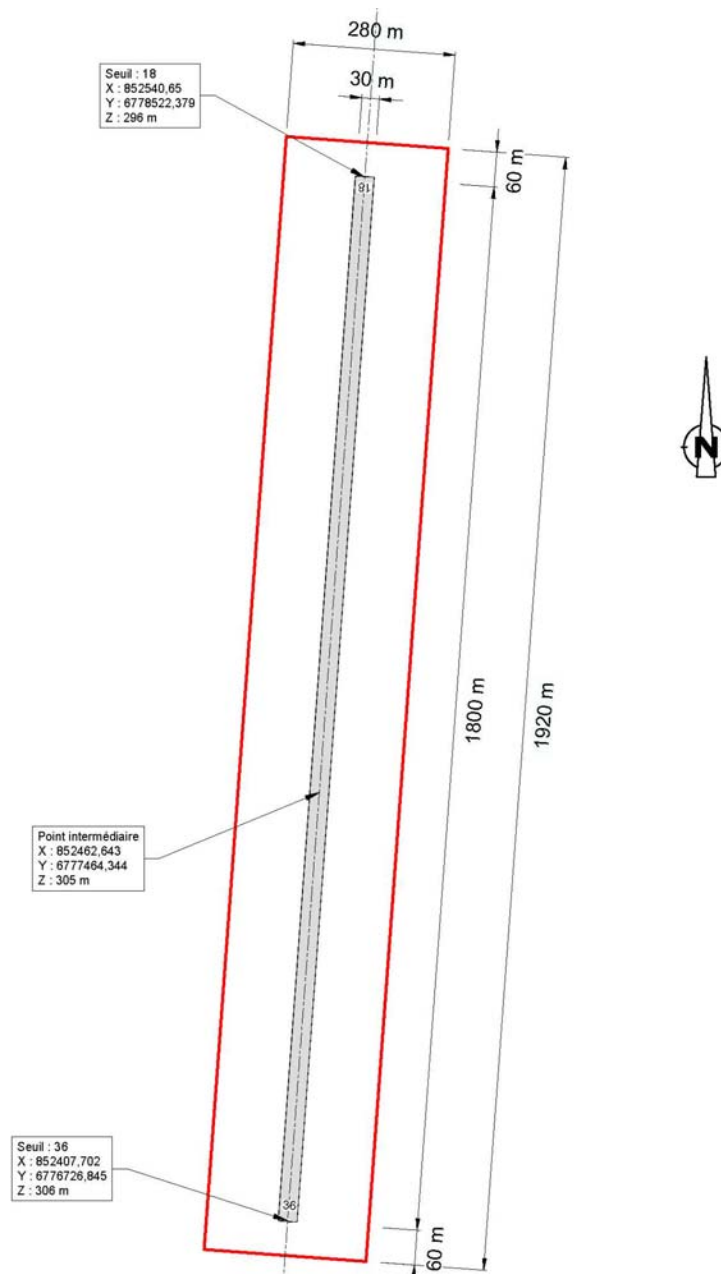 280 m
Seuil : 18
X : 852540,65
Y : 6778522,379
Z : 296 m
30 m
60 m
18
N
1800 m
1920 m
Point intermédiaire
X : 852462,643
Y : 6777464,344
Z : 305 m
Seuil : 36
X : 852407,702
Y : 6776726,845
Z : 306 m
36
60 m